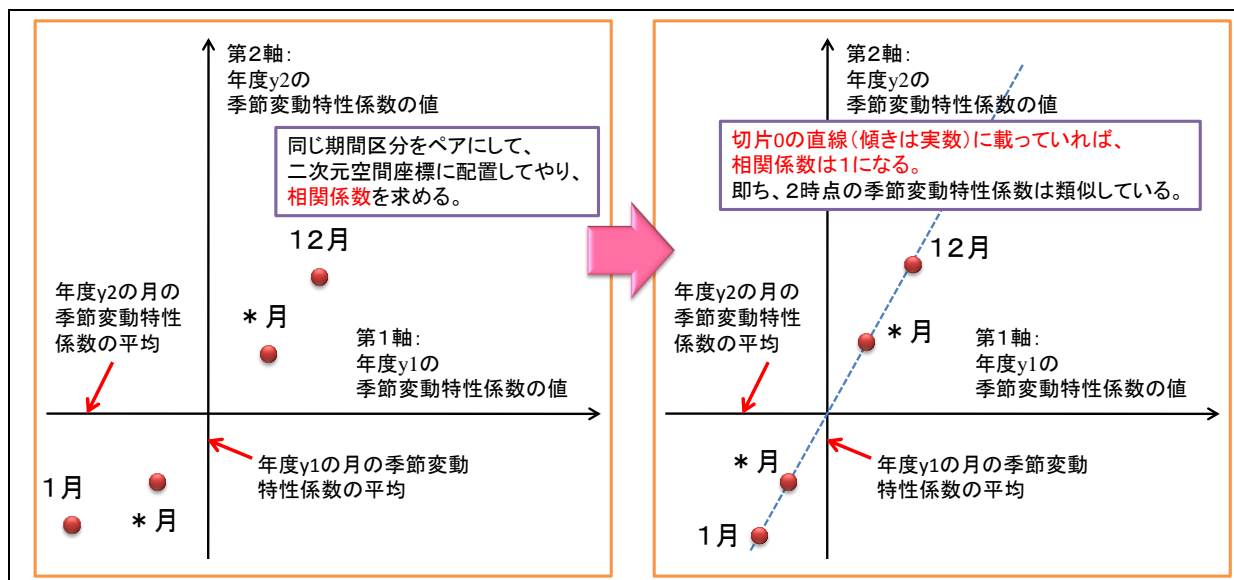 第2軸:
年度y2の
季節変動特性係数の値
同じ期間区分をペアにして、
二次元空間座標に配置してやり、
相関係数を求める。
12月
年度y2の月の
季節変動特性
係数の平均
*月
第1軸:
年度y1の
季節変動特性係数の値
年度y1の月の季節変動
特性係数の平均
1月
*月
第2軸:
年度y2の
季節変動特性係数の値
切片0の直線(傾きは実数)に載っていれば、
相関係数は1になる。
即ち、2時点の季節変動特性係数は類似している。
12月
年度y2の月の
季節変動特性
係数の平均
*月
第1軸:
年度y1の
季節変動特性係数の値
*月
年度y1の月の季節変動
特性係数の平均
1月